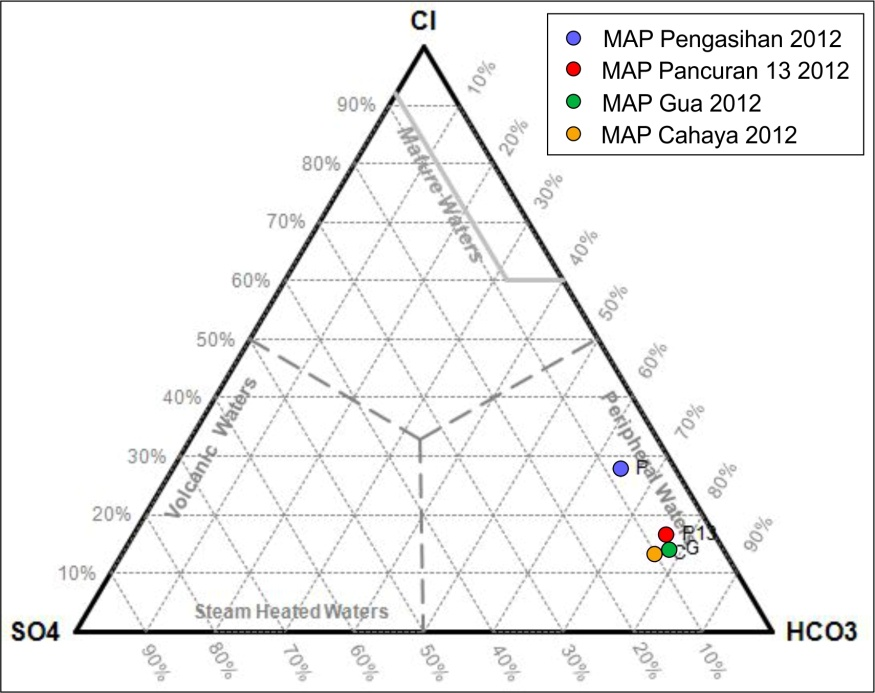 Cl
MAP Pengasihan 2012
MAP Pancuran 13 2012
MAP Gua 2012
MAP Cahaya 2012
10%
90%
20%
80%
30%
70%
40%
60%
50%
50%
60%
40%
70%
30%
80%
20%
90%
10%
Mature Waters
Volcanic Waters
Peripheral Waters
Steam Heated Waters
P
P13
G
C
SO4
HCO3
90%
80%
70%
60%
50%
40%
30%
20%
10%